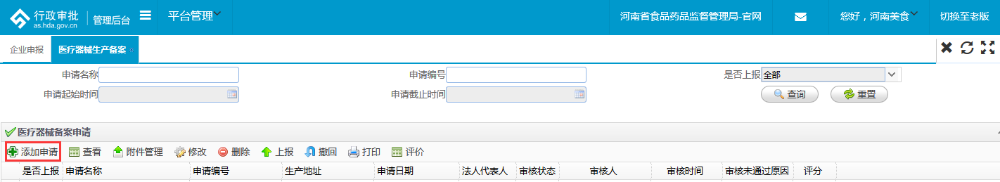 行政审批 管理后台 平台管理 河南省食品药品监督管理局-官网 您好，河南美食 切换至老版
as.hda.gov.cn
企业申报 医疗器械生产备案
申请名称 申请编号 是否上报 全部
申请起始时间 申请截止时间 查询 重置
医疗器械备案申请
添加申请 查看 附件管理 修改 删除 上报 撤回 打印 评价
是否上报 申请名称 申请编号 生产地址 申请日期 法人代表人 审核状态 审核人 审核时间 审核未通过原因 评分